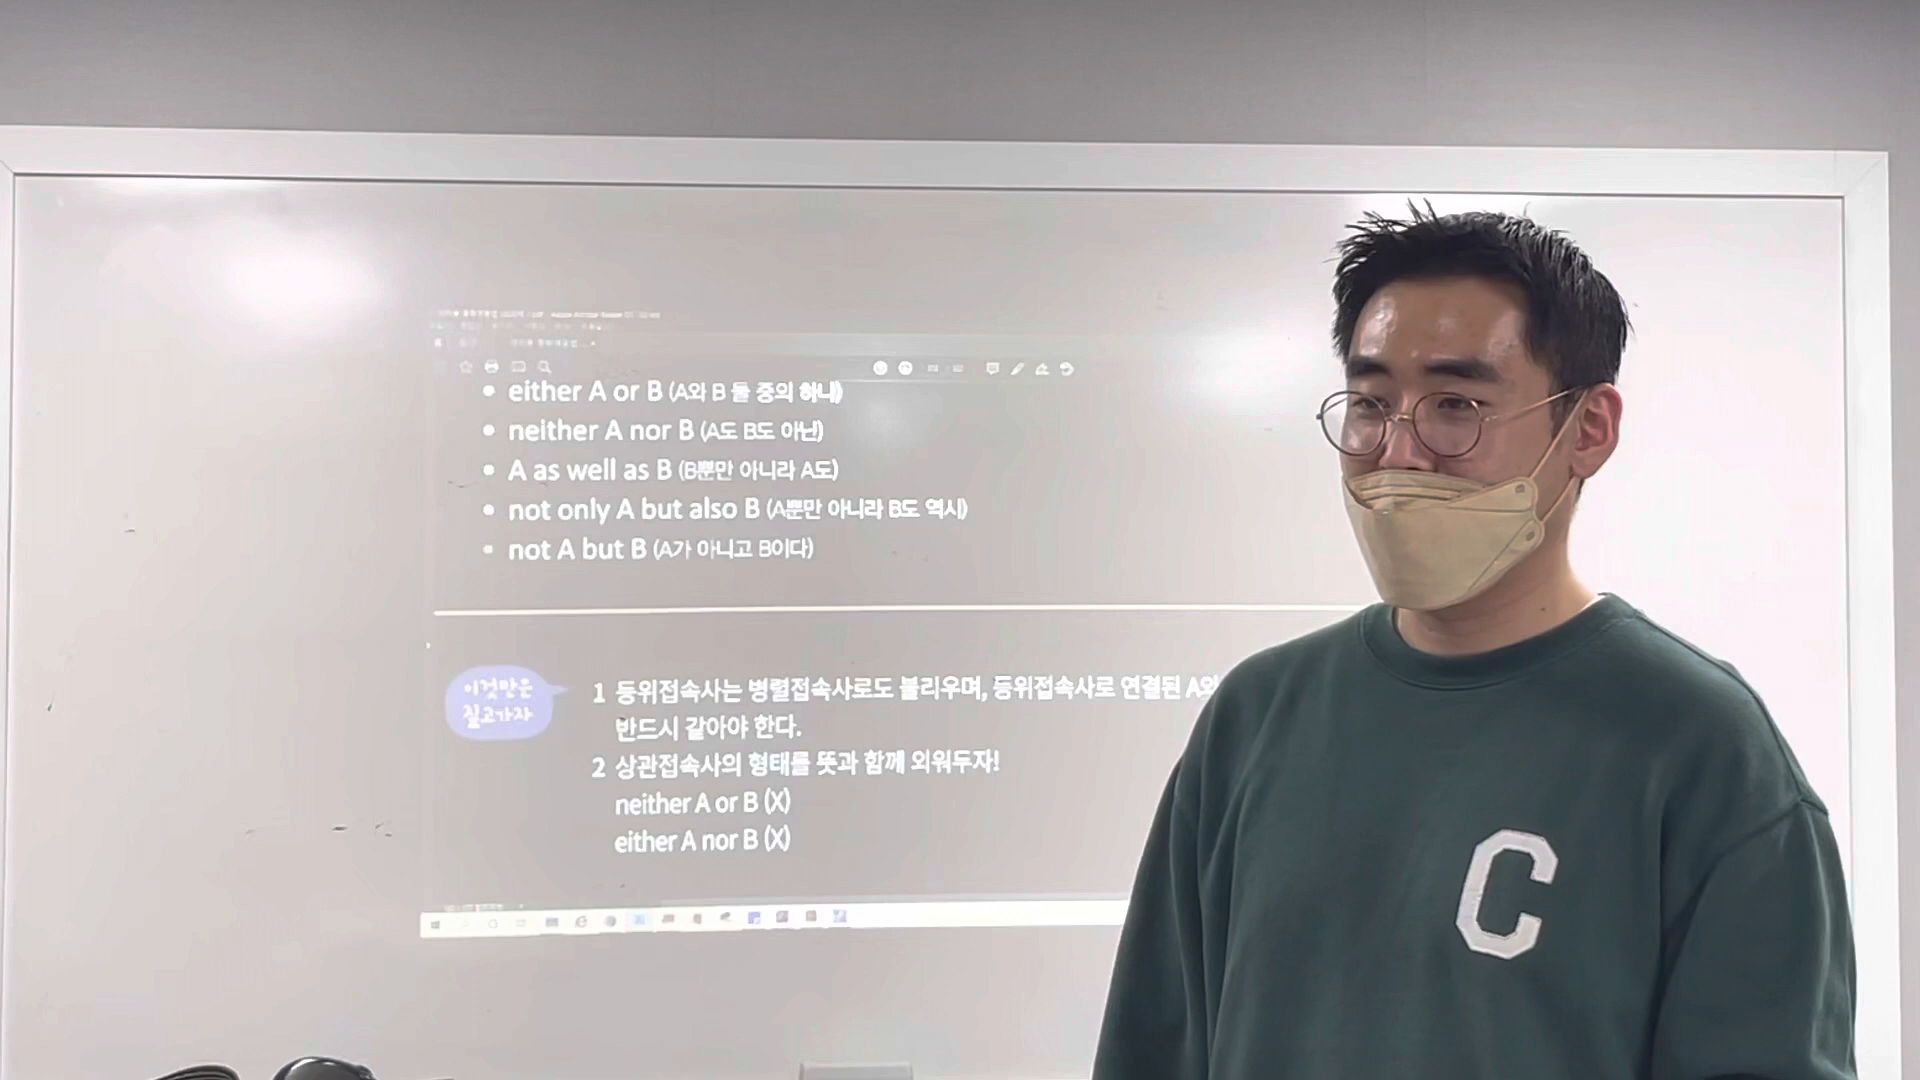 either A or B (A와 B 둘 중의 하나)
neither A nor B (A도 B도 아닌)
A as well as B (B뿐만 아니라 A도)
not only A but also B (A뿐만 아니라 B도 역시)
not A but B (A가 아니고 B이다)
이것만은
짚고가자
1 등위접속사는 병렬접속사로도 불리우며, 등위접속사로 연결된 A와
반드시 같아야 한다.
2 상관접속사의 형태를 뜻과 함께 외워두자!
neither A or B (X)
either A nor B (X)
C